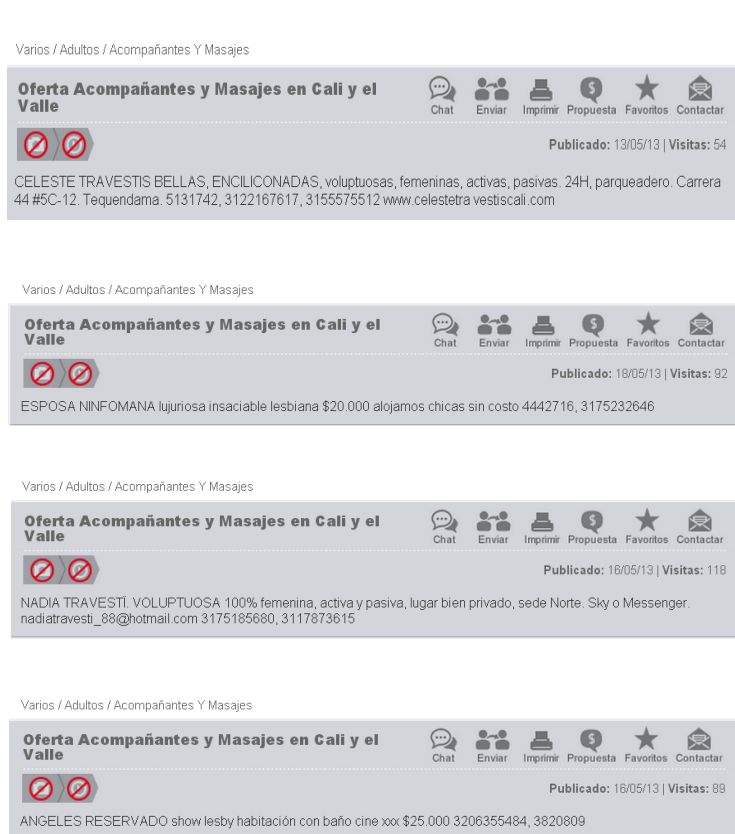 Varios / Adultos / Acompañantes Y Masajes
Oferta Acompañantes y Masajes en Cali y el
Valle
Chat Enviar Imprimir Propuesta Favoritos Contactar
Publicado: 13/05/13 | Visitas: 54
CELESTE TRAVESTIS BELLAS, ENCILICONADAS, voluptuosas, femeninas, activas, pasivas. 24H, parqueadero. Carrera
44 #5C-12. Tequendama. 5131742, 3122167617, 3155575512 www.celestetra vestiscali.com
Varios / Adultos / Acompañantes Y Masajes
Oferta Acompañantes y Masajes en Cali y el
Valle
Chat Enviar Imprimir Propuesta Favoritos Contactar
Publicado: 18/05/13 | Visitas: 92
ESPOSA NINFOMANA lujuriosa insaciable lesbiana $20.000 alojamos chicas sin costo 4442716, 3175232646
Varios / Adultos / Acompañantes Y Masajes
Oferta Acompañantes y Masajes en Cali y el
Valle
Chat Enviar Imprimir Propuesta Favoritos Contactar
Publicado: 16/05/13 | Visitas: 118
NADIA TRAVESTÍ. VOLUPTUOSA 100% femenina, activa y pasiva, lugar bien privado, sede Norte. Sky o Messenger.
nadiatravesti_88@hotmail.com 3175185680, 3117873615
Varios / Adultos / Acompañantes Y Masajes
Oferta Acompañantes y Masajes en Cali y el
Valle
Chat Enviar Imprimir Propuesta Favoritos Contactar
Publicado: 16/05/13 | Visitas: 89
ANGELES RESERVADO show lesby habitación con baño cine xxx $25.000 3206355484, 3820809